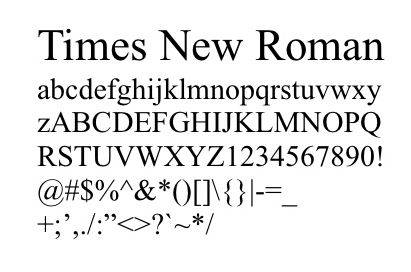 Times New Roman
abcdefghijklmnopqrstuvwxy
zABCDEFGHIJKLMNOPQ
RSTUVWXYZ1234567890!
@#$%^&*()[]\{}|-=_
+;’,./:”<>?`~*/